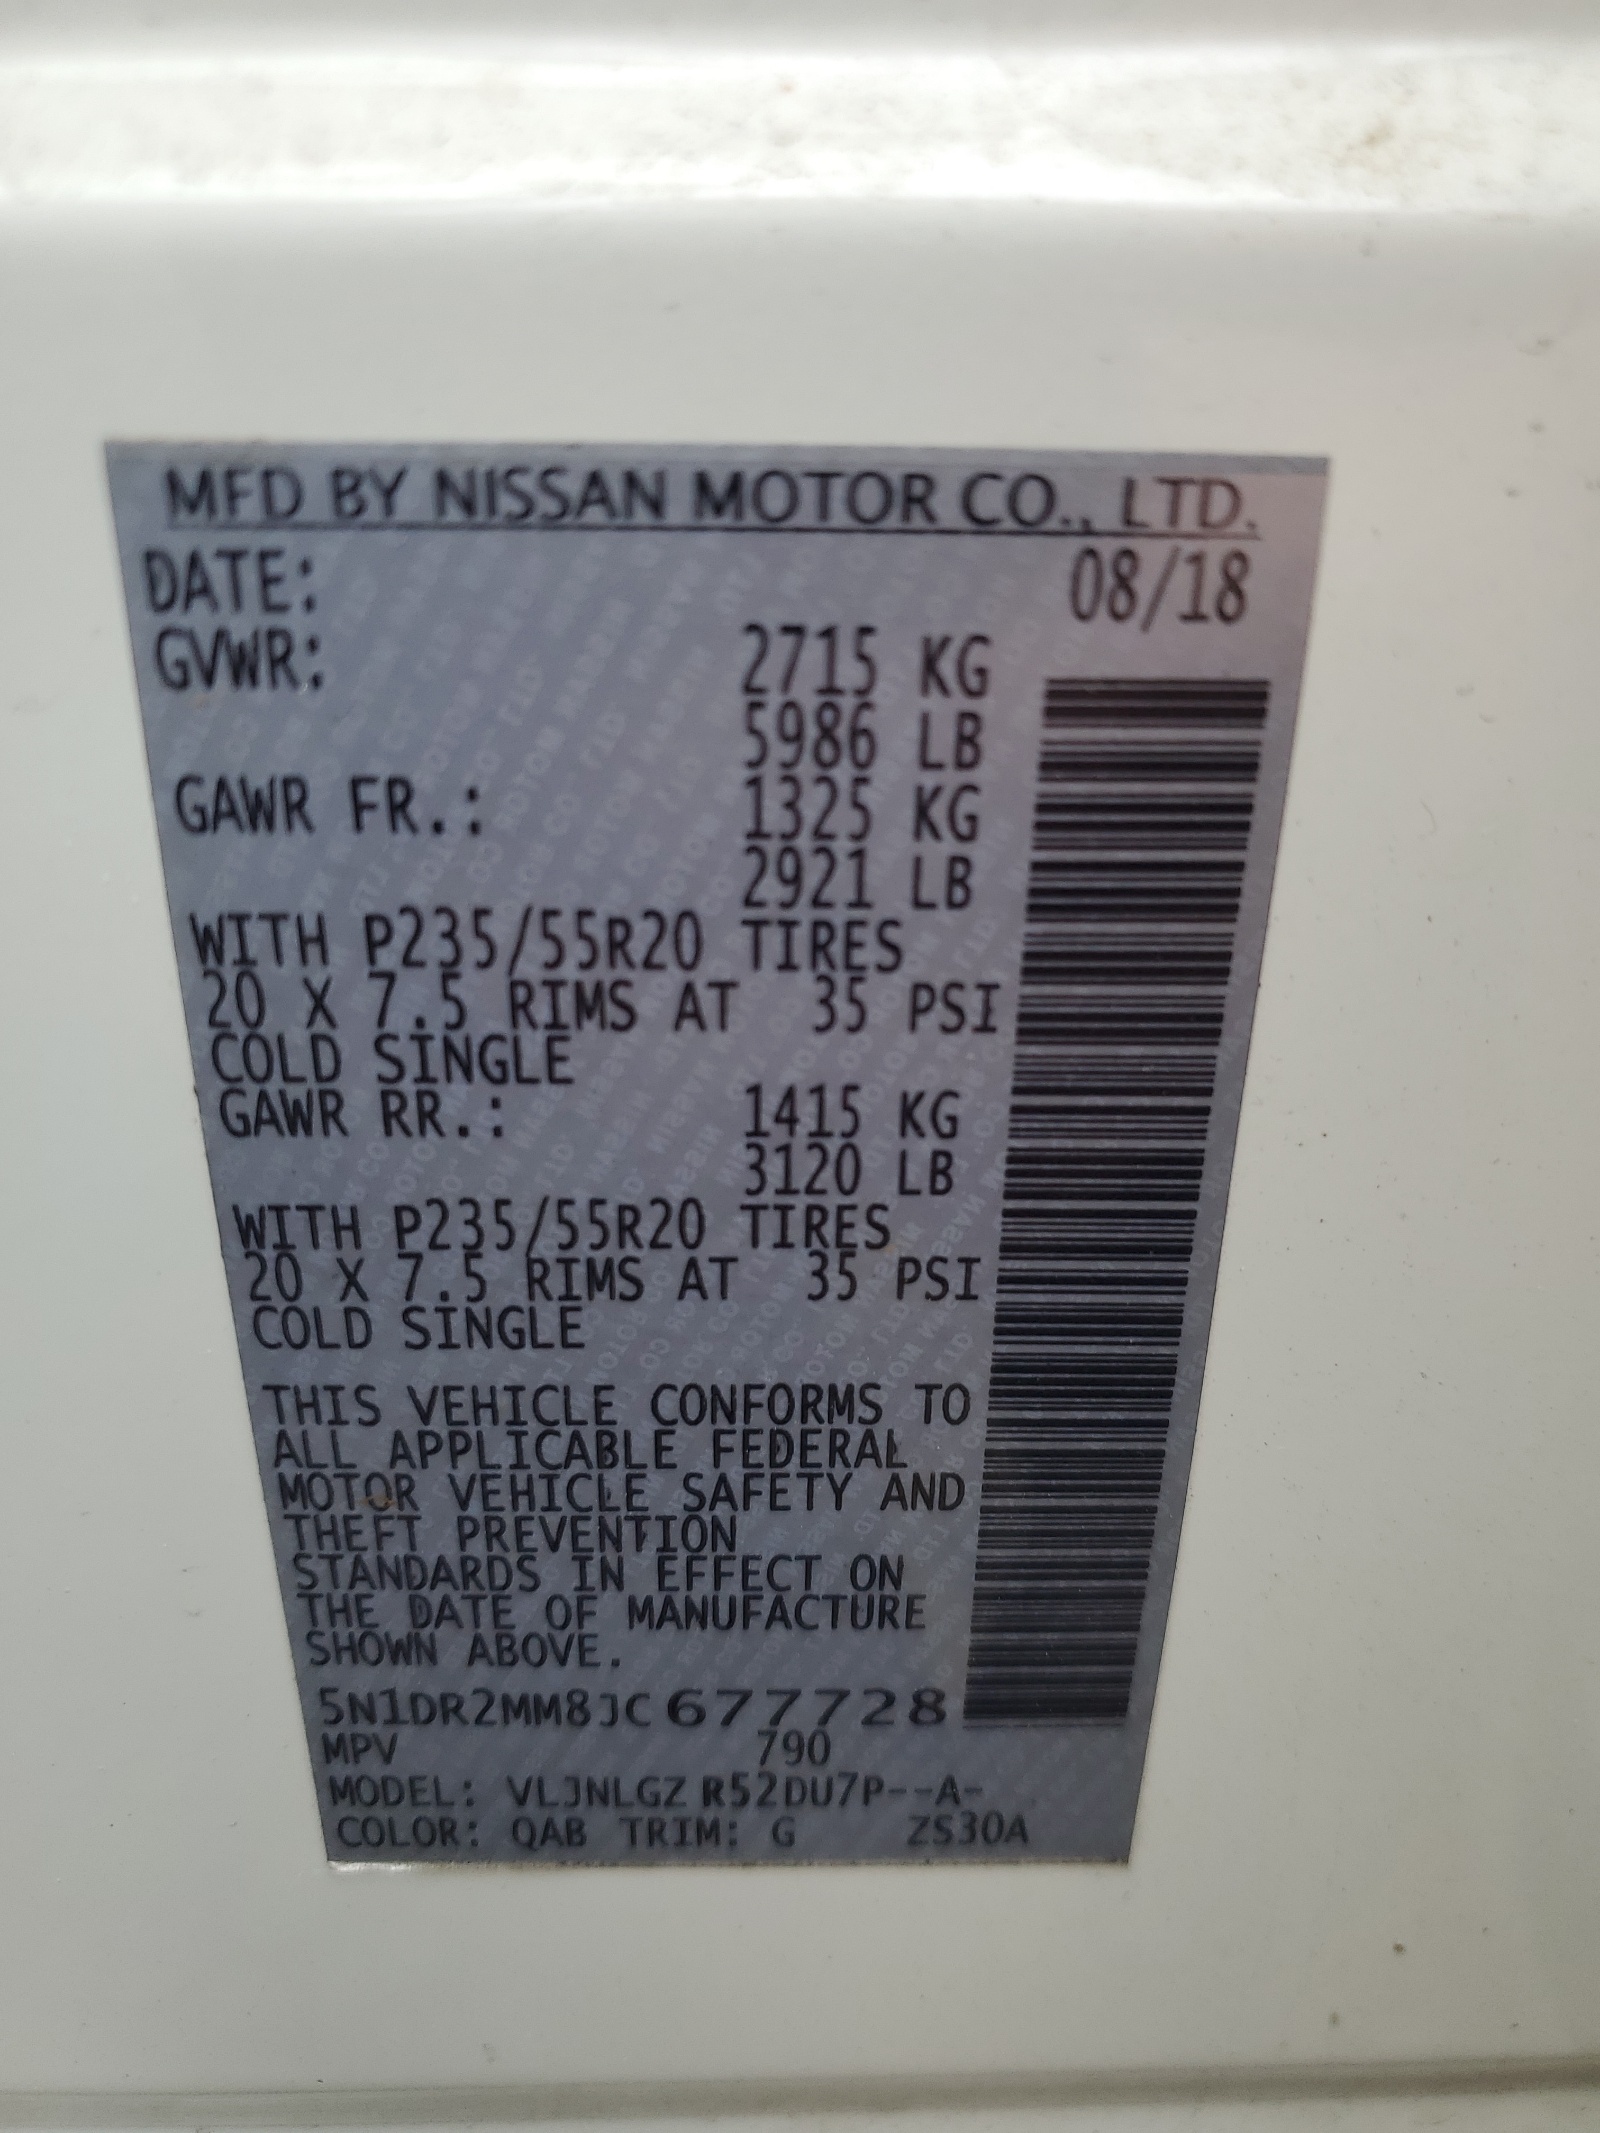 MFD BY NISSAN MOTOR CO., LTD.
DATE: 08/18
GVWR: 2715 KG
5986 LB
GAWR FR.: 1325 KG
2921 LB
WITH P235/55R20 TIRES
20 X 7.5 RIMS AT 35 PSI
COLD SINGLE
GAWR RR.: 1415 KG
3120 LB
WITH P235/55R20 TIRES
20 X 7.5 RIMS AT 35 PSI
COLD SINGLE
THIS VEHICLE CONFORMS TO
ALL APPLICABLE FEDERAL
MOTOR VEHICLE SAFETY AND
THEFT PREVENTION
STANDARDS IN EFFECT ON
THE DATE OF MANUFACTURE
SHOWN ABOVE.
5N1DR2MM8JC677728
MPV 790
MODEL: VLJNLGZ R52DU7P--A-
COLOR: QAB TRIM: G ZS30A